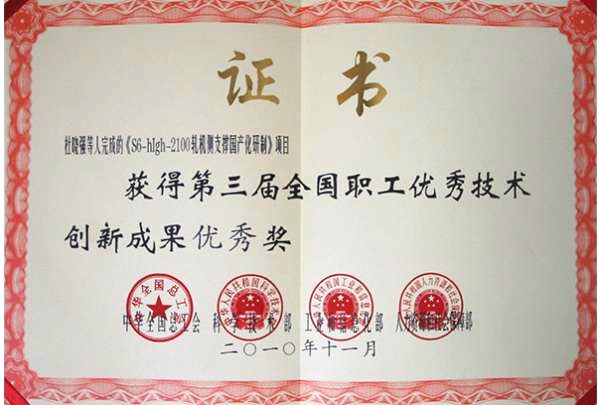 证书
杜晓强等人完成的《S6-hIgh-2100轧机侧支撑国产化研制》项目
获得第三届全国职工优秀技术
创新成果优秀奖
中华全国总工会 科学技术部 工业和信息化部 人力资源和社会保障部
二〇一〇年十一月